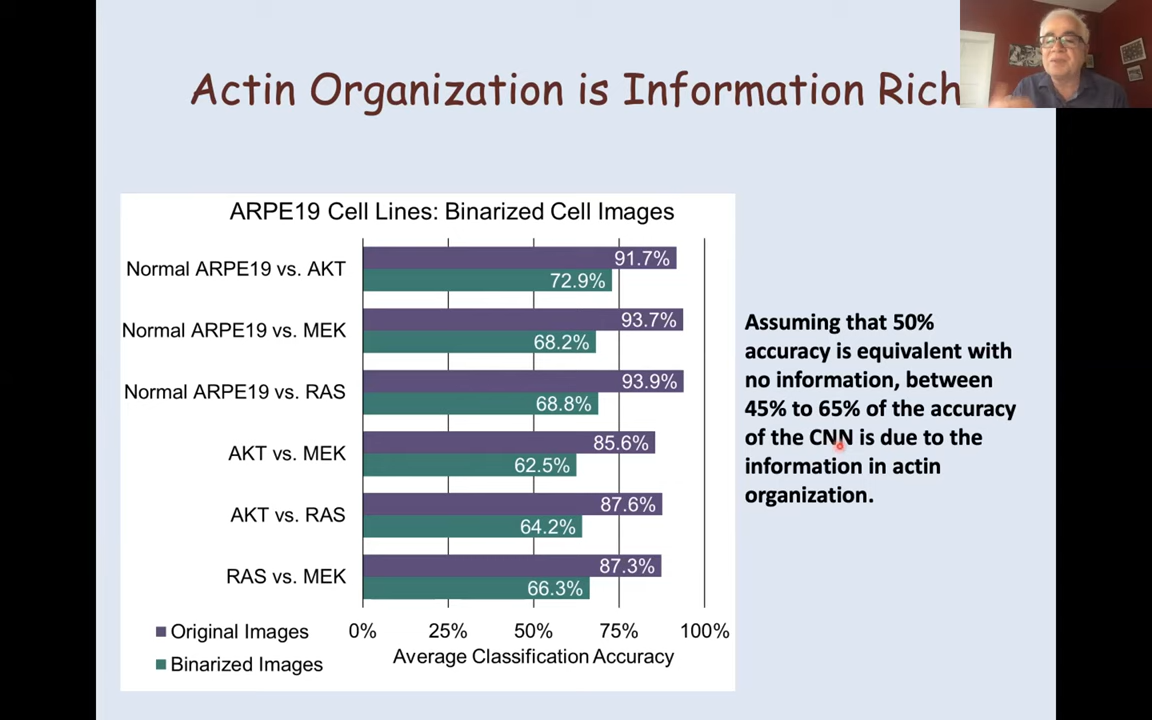 Actin Organization is Information Rich
ARPE19 Cell Lines: Binarized Cell Images
Normal ARPE19 vs. AKT
91.7%
72.9%
Normal ARPE19 vs. MEK
93.7%
68.2%
Normal ARPE19 vs. RAS
93.9%
68.8%
AKT vs. MEK
85.6%
62.5%
AKT vs. RAS
87.6%
64.2%
RAS vs. MEK
87.3%
66.3%
0% 25% 50% 75% 100%
Average Classification Accuracy
Original Images
Binarized Images
Assuming that 50%
accuracy is equivalent with
no information, between
45% to 65% of the accuracy
of the CNN is due to the
information in actin
organization.